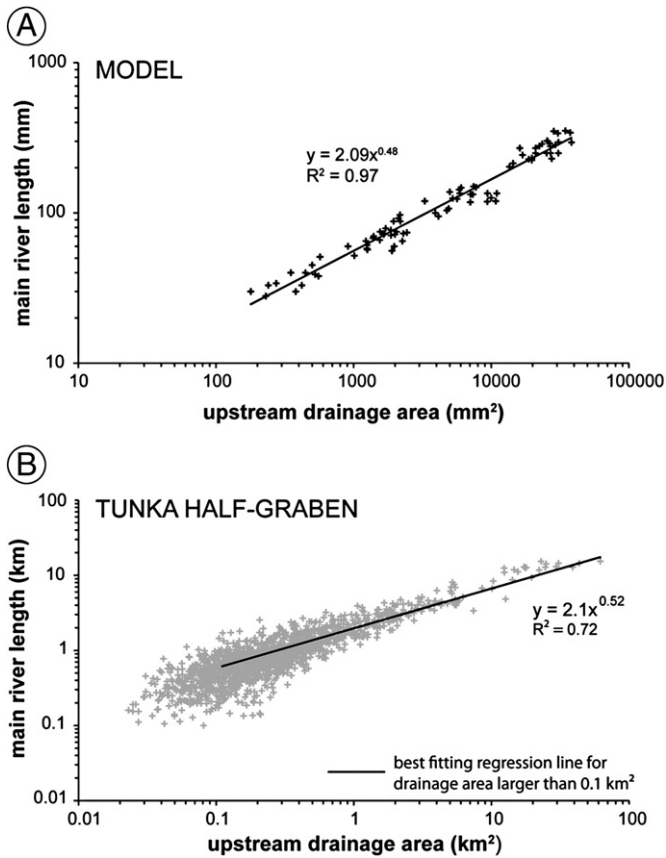 A
MODEL
1000
100
10
main river length (mm)
y = 2.09x^0.48
R² = 0.97
10 100 1000 10000 100000
upstream drainage area (mm²)
B
TUNKA HALF-GRABEN
100
10
1
0.1
0.01
main river length (km)
y = 2.1x^0.52
R² = 0.72
best fitting regression line for
drainage area larger than 0.1 km²
0.01 0.1 1 10 100
upstream drainage area (km²)